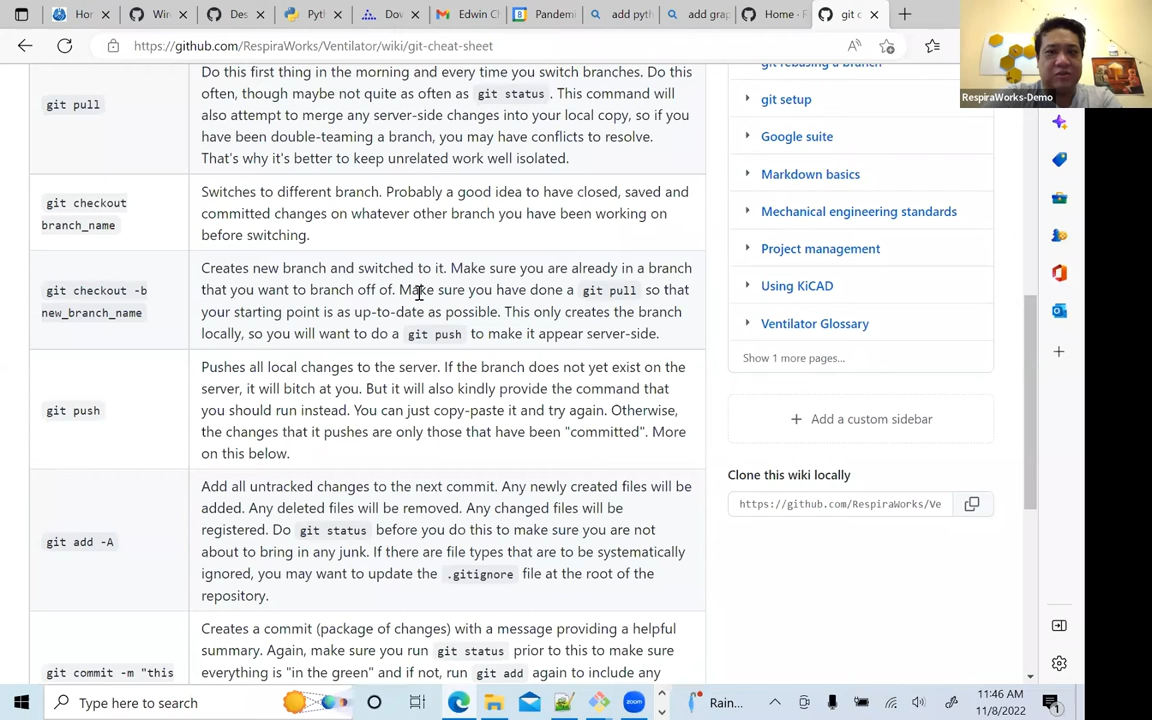 Hor
Wire
Des
Pyth
Dow
Edwin C
Pandemi
add pyth
add grap
Home · R
git c
https://github.com/RespiraWorks/Ventilator/wiki/git-cheat-sheet
RespiraWorks-Demo
git pull
Do this first thing in the morning and every time you switch branches. Do this
often, though maybe not quite as often as git status. This command will
also attempt to merge any server-side changes into your local copy, so if you
have been double-teaming a branch, you may have conflicts to resolve.
That's why it's better to keep unrelated work well isolated.
git checkout
branch_name
Switches to different branch. Probably a good idea to have closed, saved and
committed changes on whatever other branch you have been working on
before switching.
git checkout -b
new_branch_name
Creates new branch and switched to it. Make sure you are already in a branch
that you want to branch off of. Make sure you have done a git pull so that
your starting point is as up-to-date as possible. This only creates the branch
locally, so you will want to do a git push to make it appear server-side.
git push
Pushes all local changes to the server. If the branch does not yet exist on the
server, it will bitch at you. But it will also kindly provide the command that
you should run instead. You can just copy-paste it and try again. Otherwise,
the changes that it pushes are only those that have been "committed". More
on this below.
git add -A
Add all untracked changes to the next commit. Any newly created files will be
added. Any deleted files will be removed. Any changed files will be
registered. Do git status before you do this to make sure you are not
about to bring in any junk. If there are file types that are to be systematically
ignored, you may want to update the .gitignore file at the root of the
repository.
git commit -m "this
Creates a commit (package of changes) with a message providing a helpful
summary. Again, make sure you run git status prior to this to make sure
everything is "in the green" and if not, run git add again to include any
git rebasing a branch
git setup
Google suite
Markdown basics
Mechanical engineering standards
Project management
Using KiCAD
Ventilator Glossary
Show 1 more pages...
Add a custom sidebar
Clone this wiki locally
https://github.com/RespiraWorks/Ve
Type here to search
zoom
Rain...
11:46 AM
11/8/2022
1